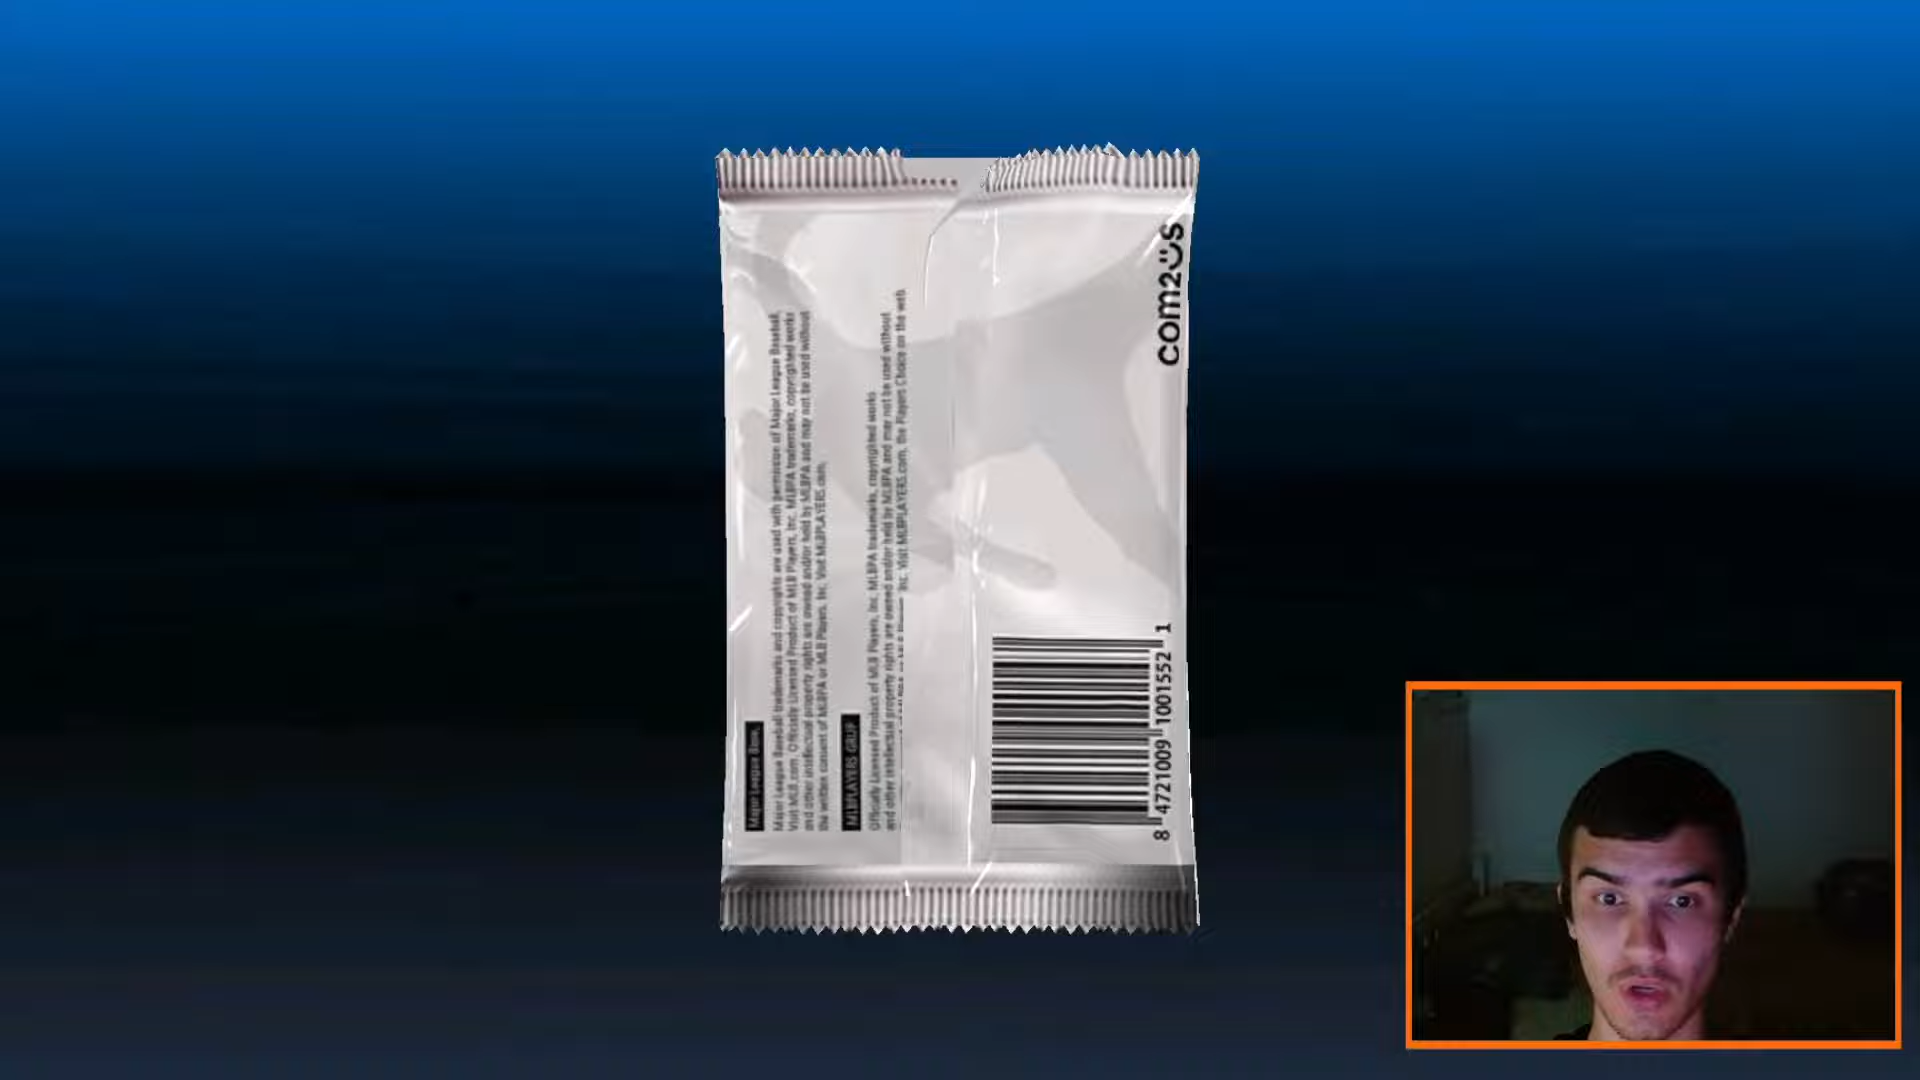 Major League Base.
Major League Baseball trademarks and copyrights are used with permission of Major League Baseball.
Visit MLB.com. Officially Licensed Product of MLB Players, Inc. MLBPA trademarks, copyrighted works
and other intellectual property rights are owned and/or held by MLBPA and may not be used without
the written consent of MLBPA or MLB Players, Inc. Visit MLBPLAYERS.com,
MLBPLAYERS
Officially Licensed Product of MLB Players, Inc. MLBPA trademarks, copyrighted works
and other intellectual property rights are owned and/or held by MLBPA and may not be used without
Inc. Visit MLBPLAYERS.com, the Players Choice on the web
com2us
8 4721009 1001552 1